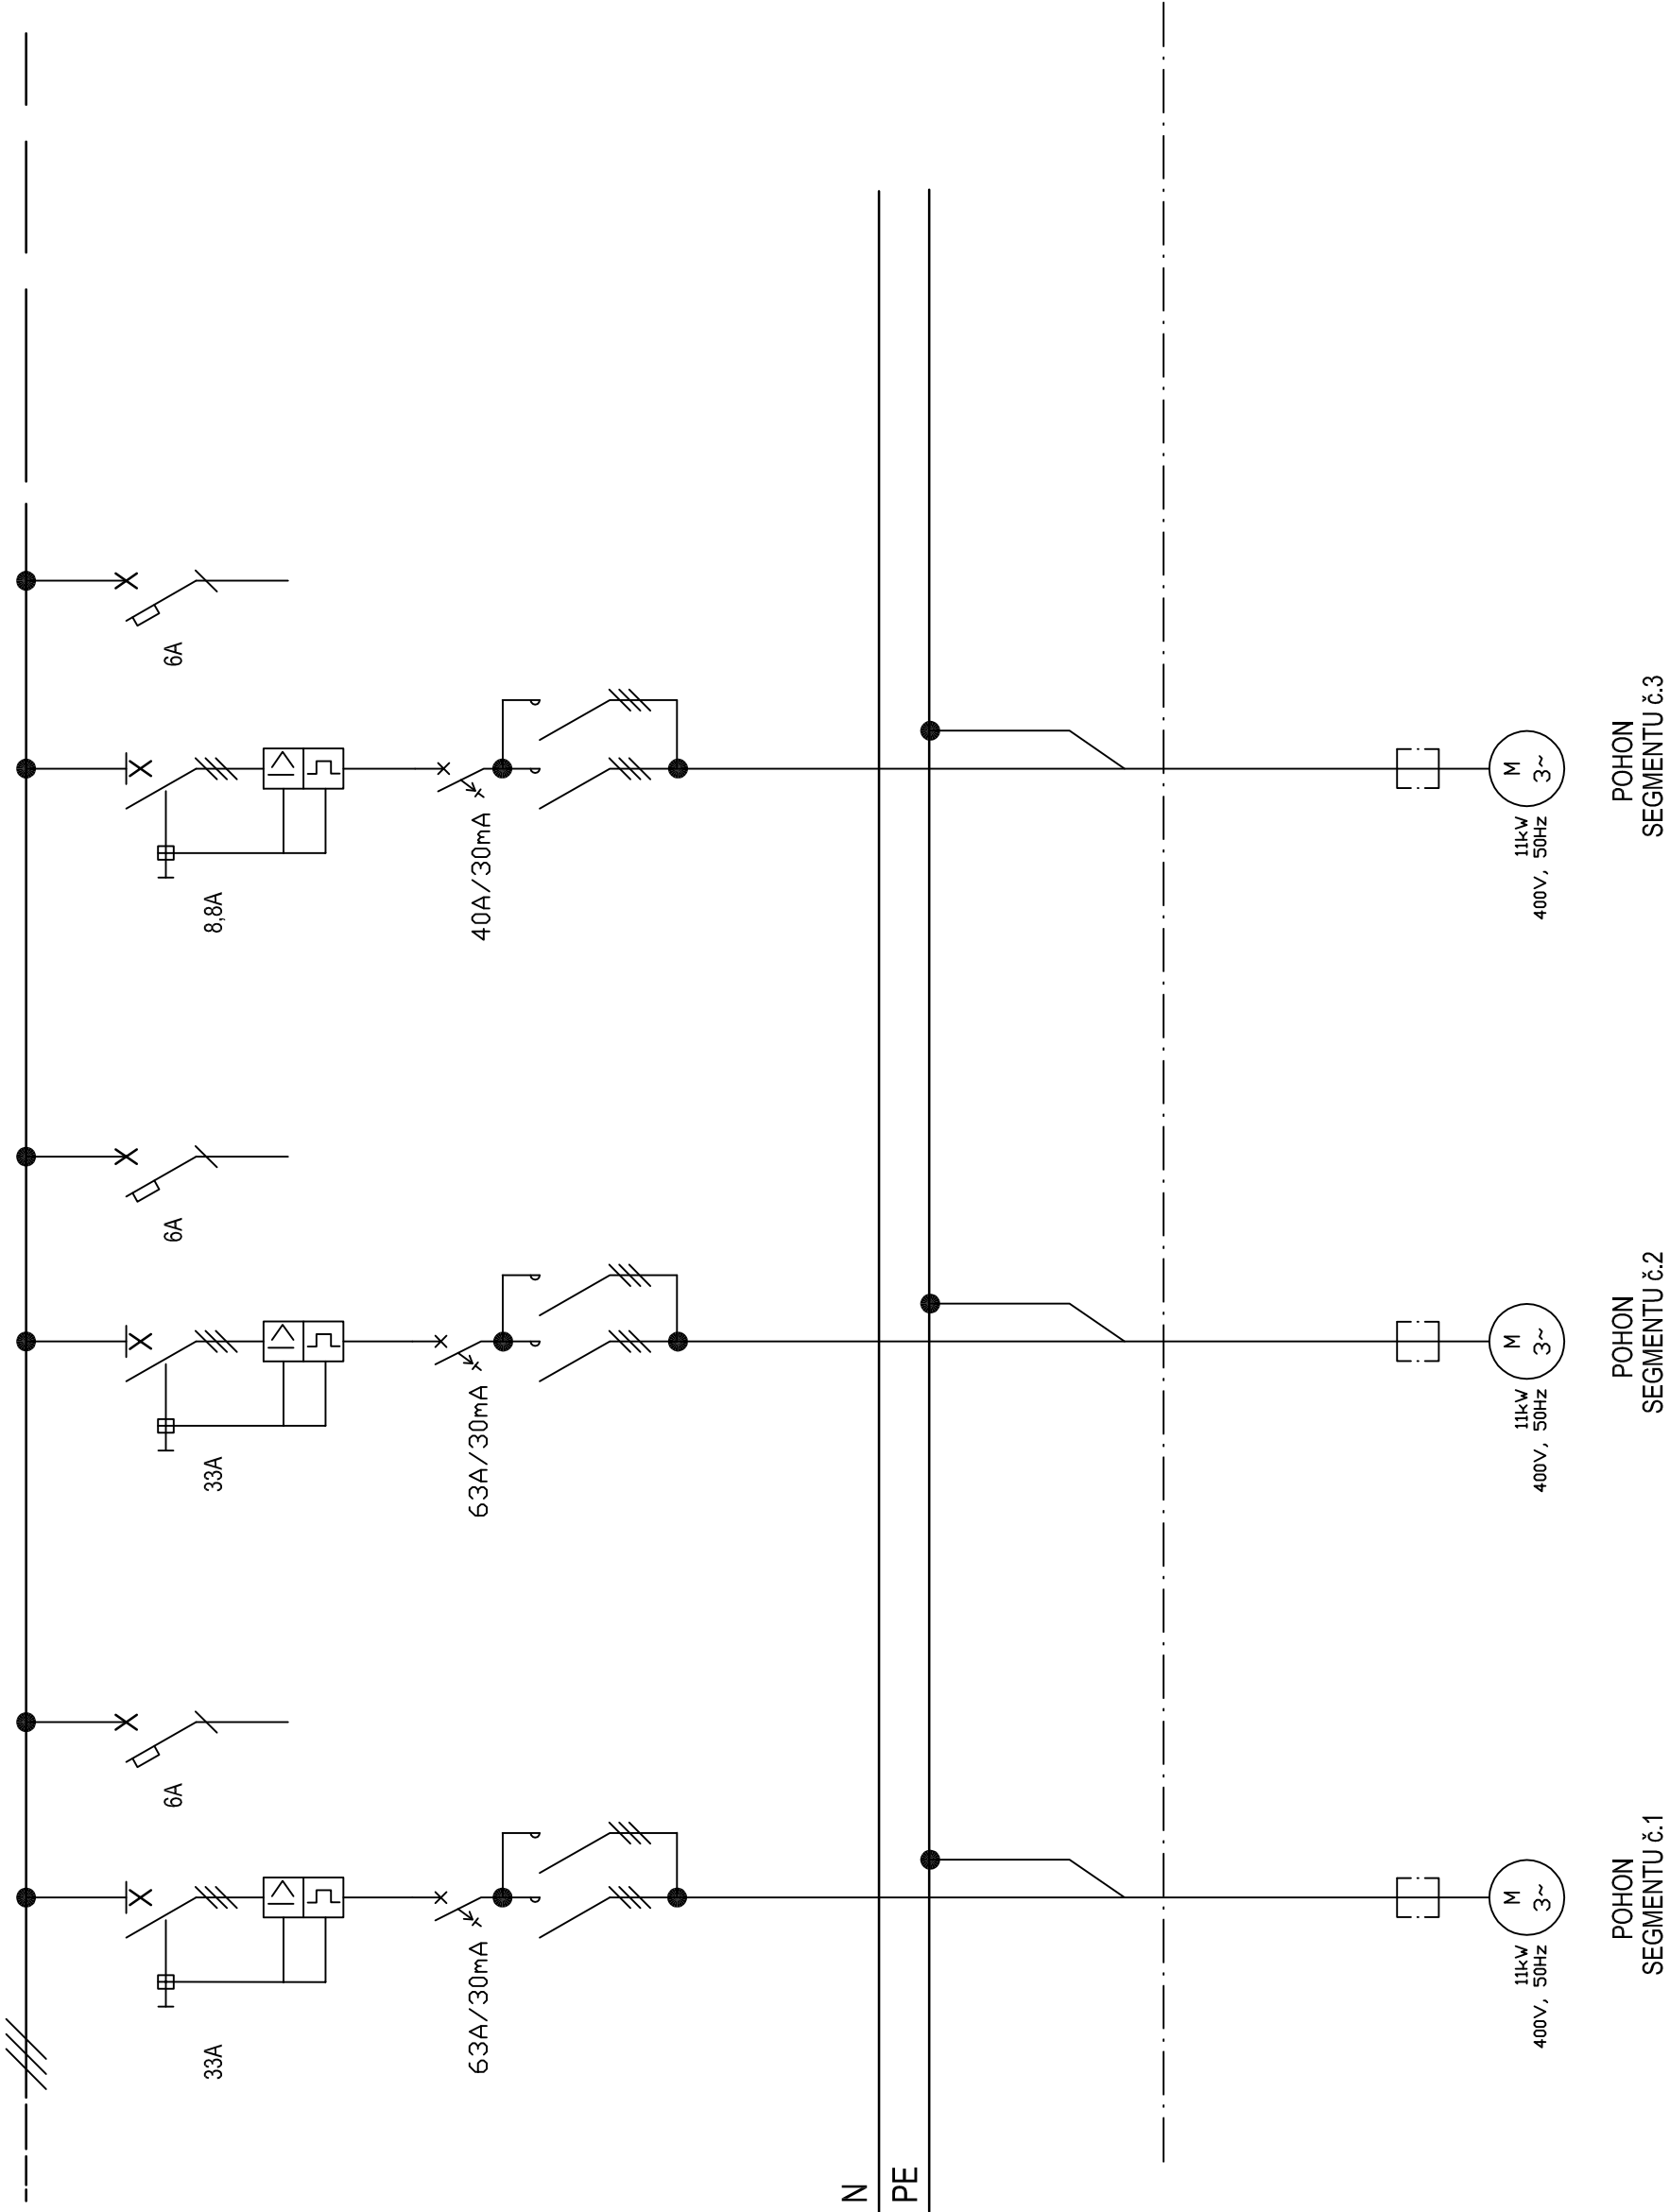 33A
6A
33A
6A
8,8A
6A
63A/30mA
63A/30mA
40A/30mA
N
PE
M
3~
11kW
400V, 50Hz
M
3~
11kW
400V, 50Hz
M
3~
11kW
400V, 50Hz
POHON
SEGMENTU č.1
POHON
SEGMENTU č.2
POHON
SEGMENTU č.3